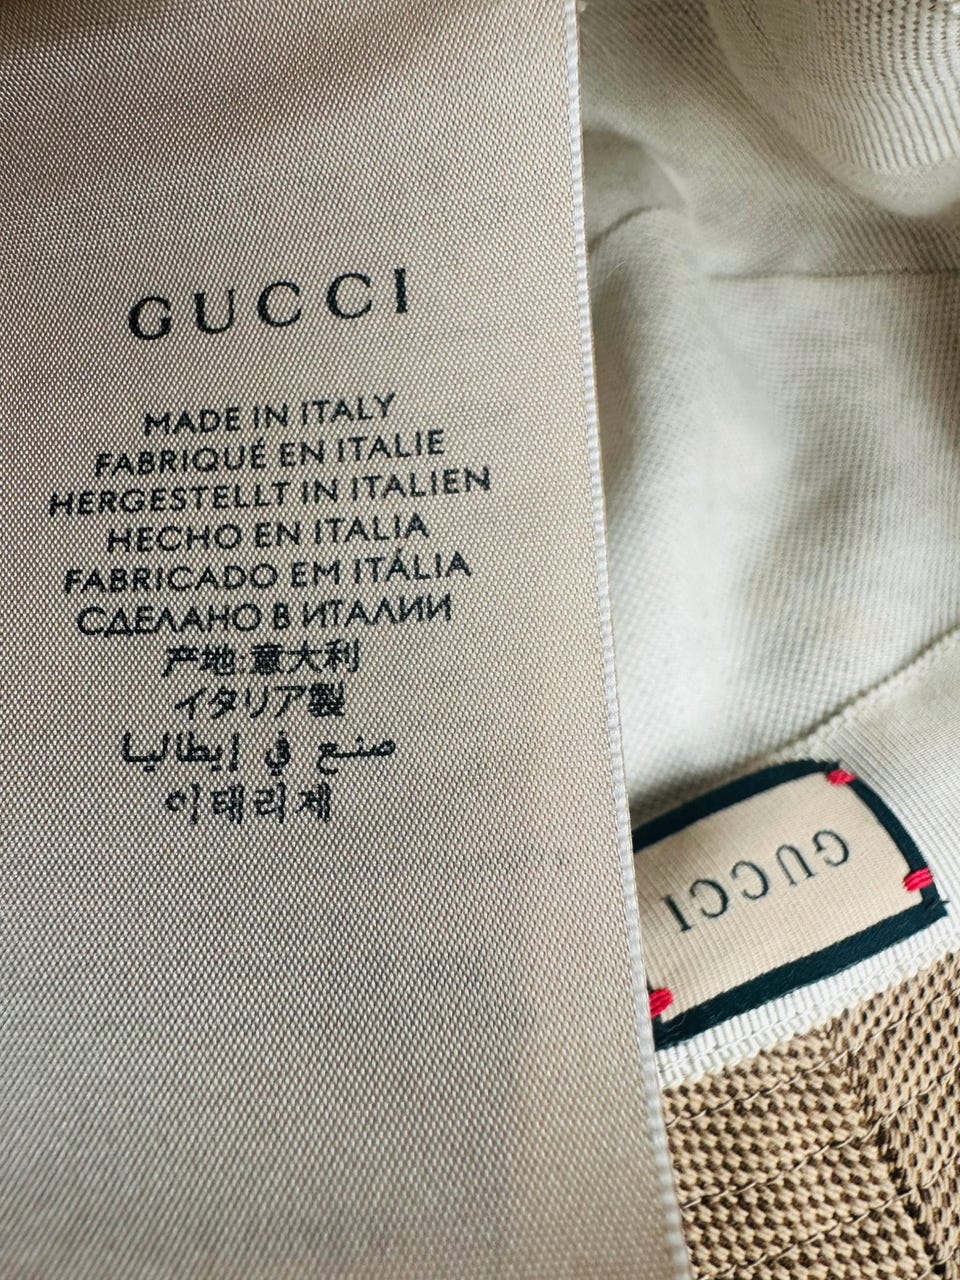 GUCCI
MADE IN ITALY
FABRIQUÉ EN ITALIE
HERGESTELLT IN ITALIEN
HECHO EN ITALIA
FABRICADO EM ITÁLIA
СДЕЛАНО В ИТАЛИИ
产地:意大利
イタリア製
صنع في إيطاليا
이태리제
GUCCI